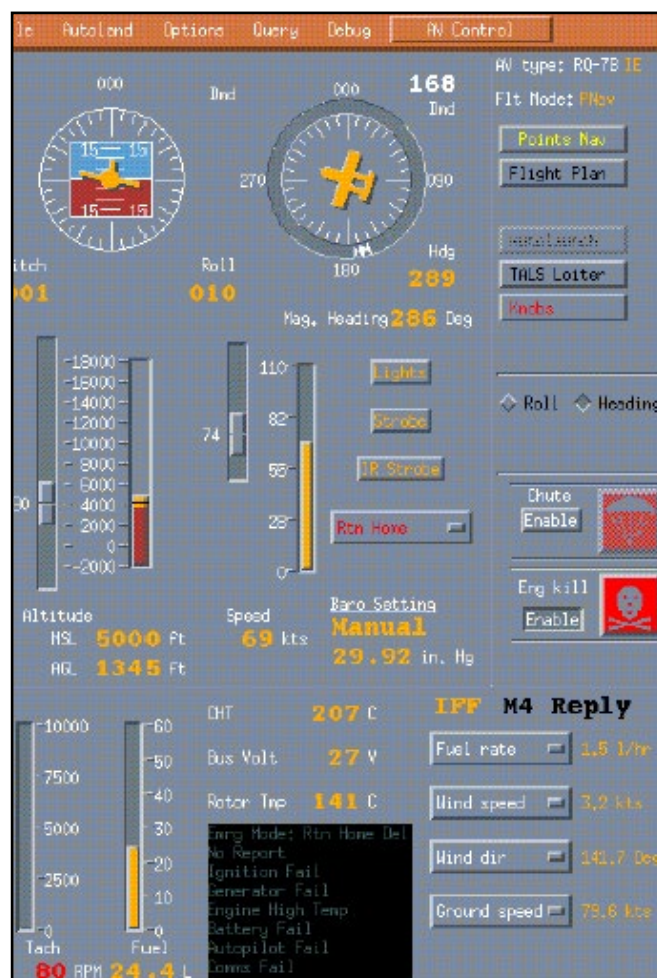 le Autoland Options Query Debug AV Control
AV type: RQ-7B IE
000 Dmd 000 168
Dmd
Flt Mode: PNav
15 15
15 15
270 090
180
Points Nav
Flight Plan
TALS Loiter
Knobs
itch Roll Hdg
001 010 289
Mag. Heading 286 Deg
18000
16000
14000
12000
10000
8000
6000
4000
2000
0
-2000
74
110
82
55
28
0
Lights
Strobe
IR Strobe
Rtn Home
Roll Heading
Chute
Enable
Eng kill
Enable
Altitude
MSL 5000 ft
AGL 1345 Ft
Speed
69 kts
Baro Setting
Manual
29.92 in. Hg
10000
7500
5000
2500
0
Tach
80 RPM
60
50
40
30
20
10
0
Fuel
24.4 L
CHT 207 C
Bus Volt 27 V
Rotor Tmp 141 C
Emrg Mode: Rtn Home Del
No Report
Ignition Fail
Generator Fail
Engine High Temp.
Battery Fail
Autopilot Fail
Comms Fail
IFF M4 Reply
Fuel rate 1.5 l/hr
Wind speed 3.2 kts
Wind dir 141.7 Deg
Ground speed 79.6 kts